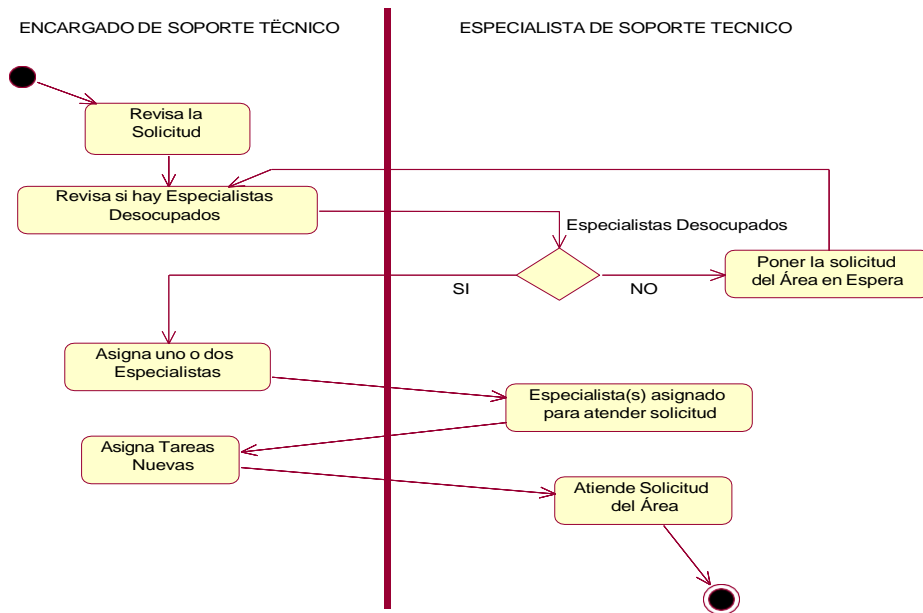 ENCARGADO DE SOPORTE TËCNICO
ESPECIALISTA DE SOPORTE TECNICO
Revisa la
Solicitud
Revisa si hay Especialistas
Desocupados
Especialistas Desocupados
SI
NO
Poner la solicitud
del Área en Espera
Asigna uno o dos
Especialistas
Especialista(s) asignado
para atender solicitud
Asigna Tareas
Nuevas
Atiende Solicitud
del Área